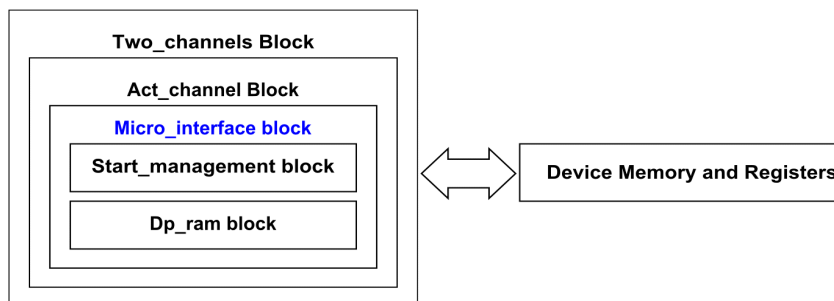 Two_channels Block
Act_channel Block
Micro_interface block
Start_management block
Device Memory and Registers
Dp_ram block